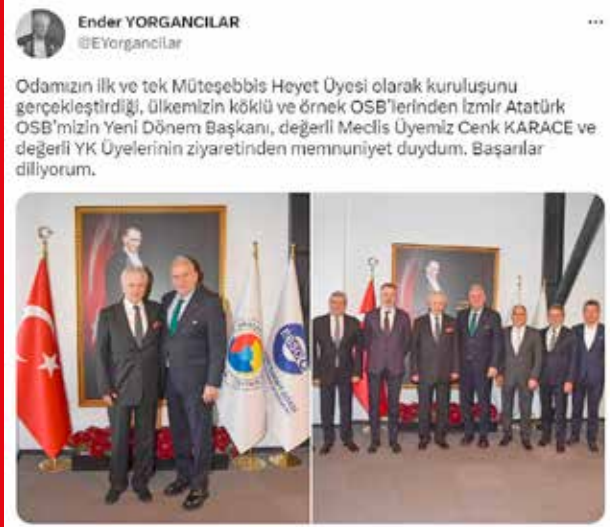 Ender YORGANCILAR
@EYorgancilar
Odamızın ilk ve tek Müteşebbis Heyet Üyesi olarak kuruluşunu
gerçekleştirdiği, ülkemizin köklü ve örnek OSB'lerinden İzmir Atatürk
OSB'mizin Yeni Dönem Başkanı, değerli Meclis Üyemiz Cenk KARACE ve
değerli YK Üyelerinin ziyaretinden memnuniyet duydum. Başarılar
diliyorum.